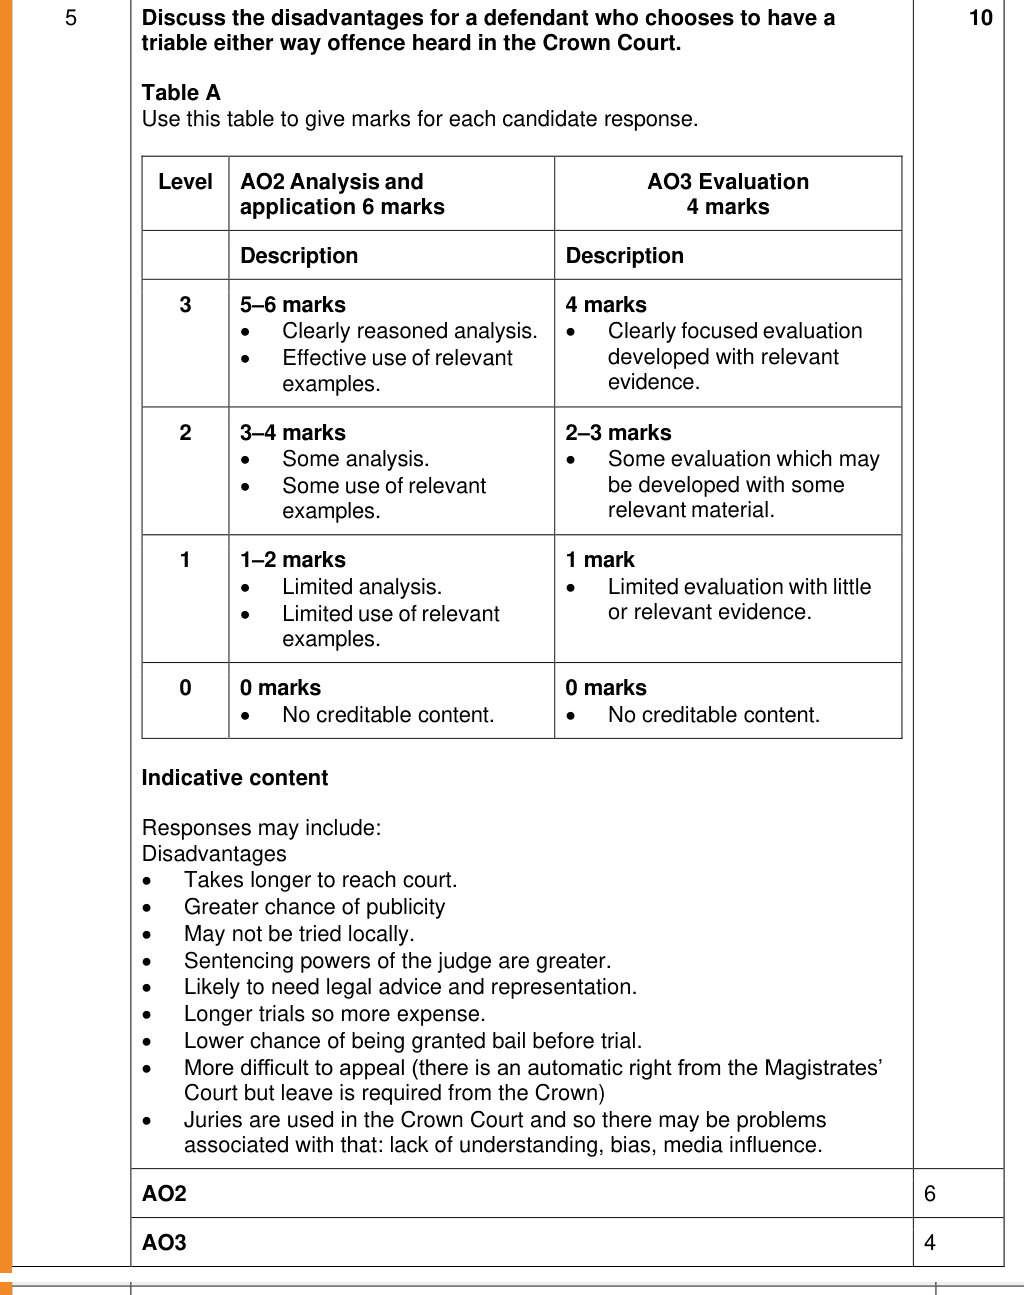 5
Discuss the disadvantages for a defendant who chooses to have a
triable either way offence heard in the Crown Court.
10
Table A
Use this table to give marks for each candidate response.
Level
AO2 Analysis and
application 6 marks
AO3 Evaluation
4 marks
Description
Description
3
5–6 marks
• Clearly reasoned analysis.
• Effective use of relevant
examples.
4 marks
• Clearly focused evaluation
developed with relevant
evidence.
2
3–4 marks
• Some analysis.
• Some use of relevant
examples.
2–3 marks
• Some evaluation which may
be developed with some
relevant material.
1
1–2 marks
• Limited analysis.
• Limited use of relevant
examples.
1 mark
• Limited evaluation with little
or relevant evidence.
0
0 marks
• No creditable content.
0 marks
• No creditable content.
Indicative content
Responses may include:
Disadvantages
• Takes longer to reach court.
• Greater chance of publicity
• May not be tried locally.
• Sentencing powers of the judge are greater.
• Likely to need legal advice and representation.
• Longer trials so more expense.
• Lower chance of being granted bail before trial.
• More difficult to appeal (there is an automatic right from the Magistrates’
Court but leave is required from the Crown)
• Juries are used in the Crown Court and so there may be problems
associated with that: lack of understanding, bias, media influence.
AO2
6
AO3
4